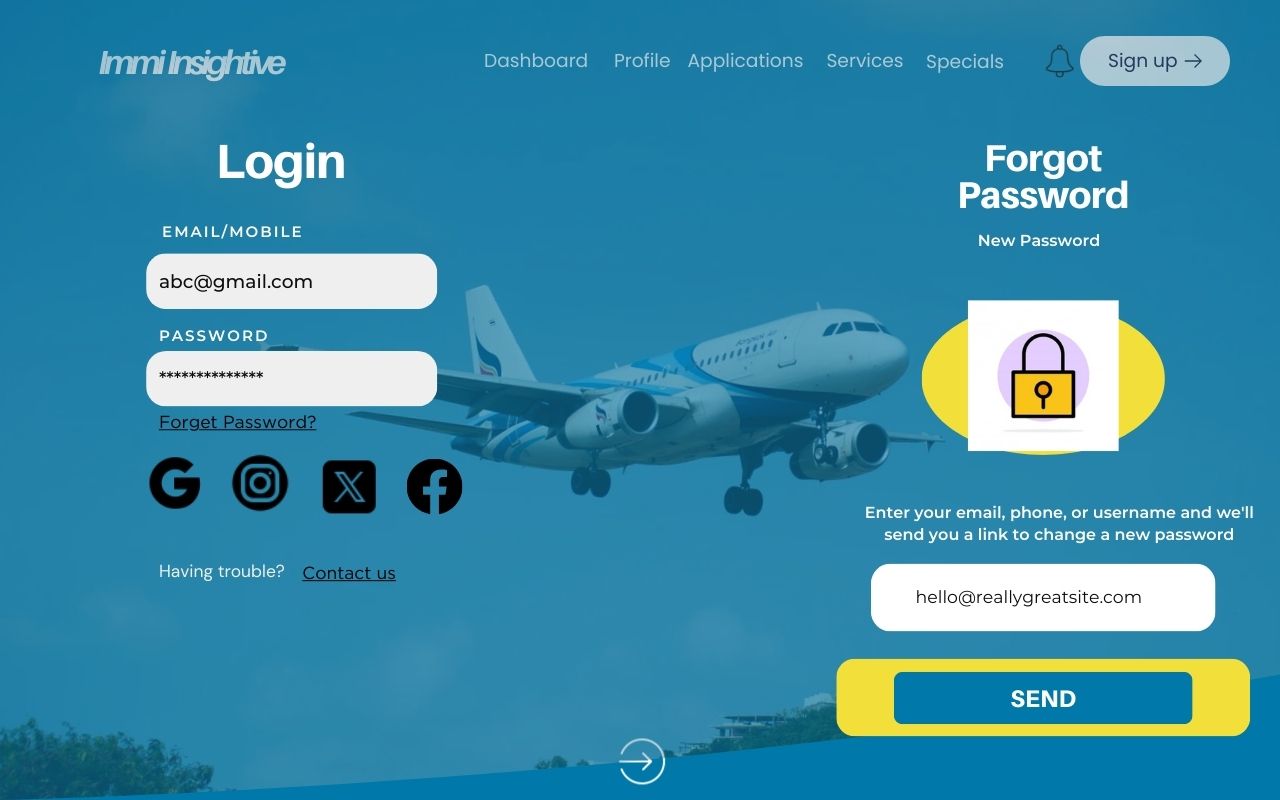 Immi Insightive
Dashboard Profile Applications Services Specials Sign up →
Login
EMAIL/MOBILE
abc@gmail.com
PASSWORD
**************
Forget Password?
Having trouble? Contact us
Forgot
Password
New Password
Enter your email, phone, or username and we'll
send you a link to change a new password
hello@reallygreatsite.com
SEND